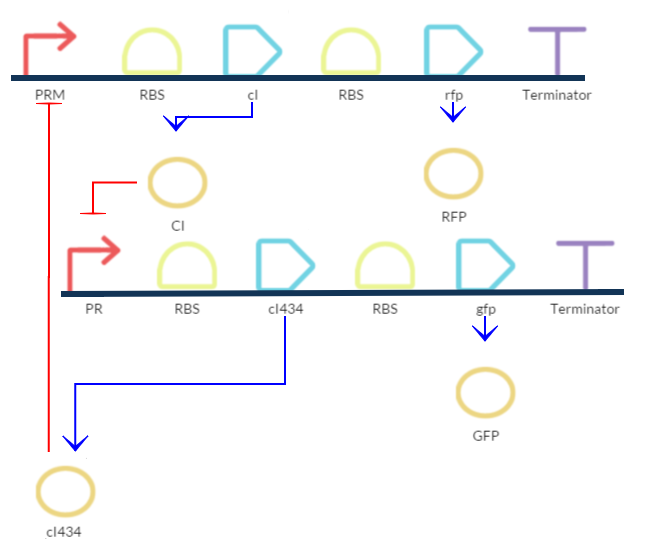 PRM RBS cI RBS rfp Terminator
CI RFP
PR RBS cI434 RBS gfp Terminator
GFP
cI434